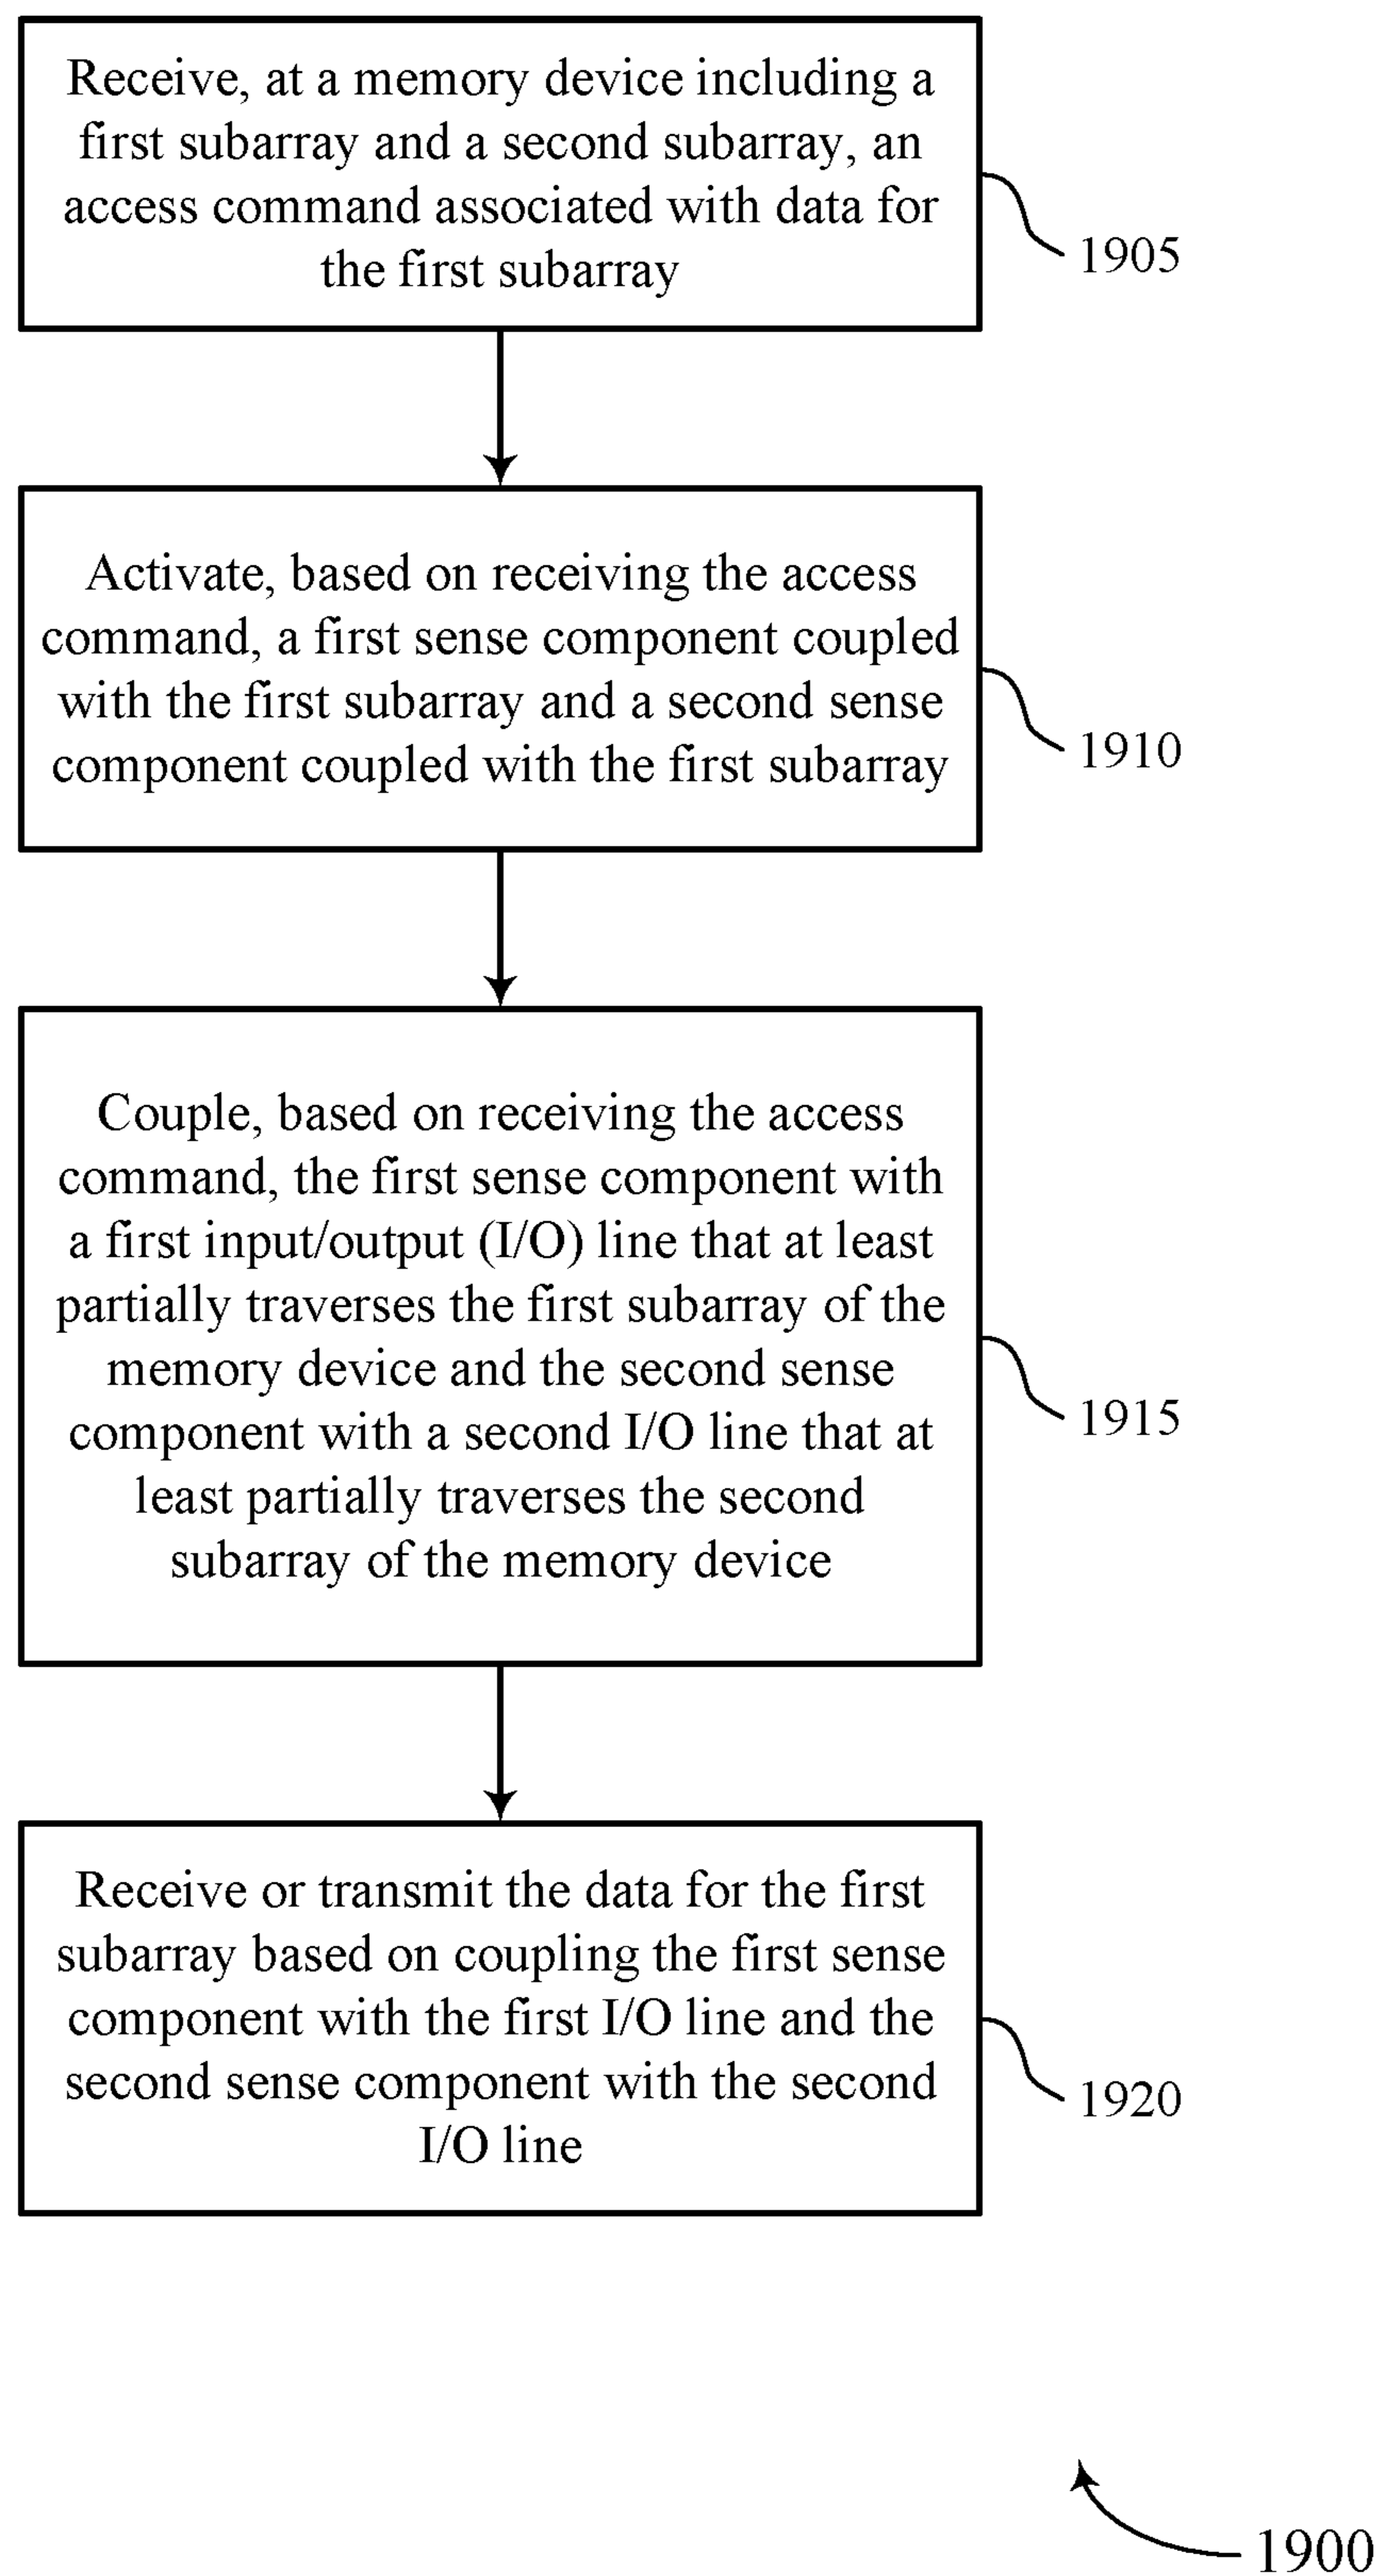 Receive, at a memory device including a
first subarray and a second subarray, an
access command associated with data for
the first subarray
1905
Activate, based on receiving the access
command, a first sense component coupled
with the first subarray and a second sense
component coupled with the first subarray
1910
Couple, based on receiving the access
command, the first sense component with
a first input/output (I/O) line that at least
partially traverses the first subarray of the
memory device and the second sense
component with a second I/O line that at
least partially traverses the second
subarray of the memory device
1915
Receive or transmit the data for the first
subarray based on coupling the first sense
component with the first I/O line and the
second sense component with the second
I/O line
1920
1900